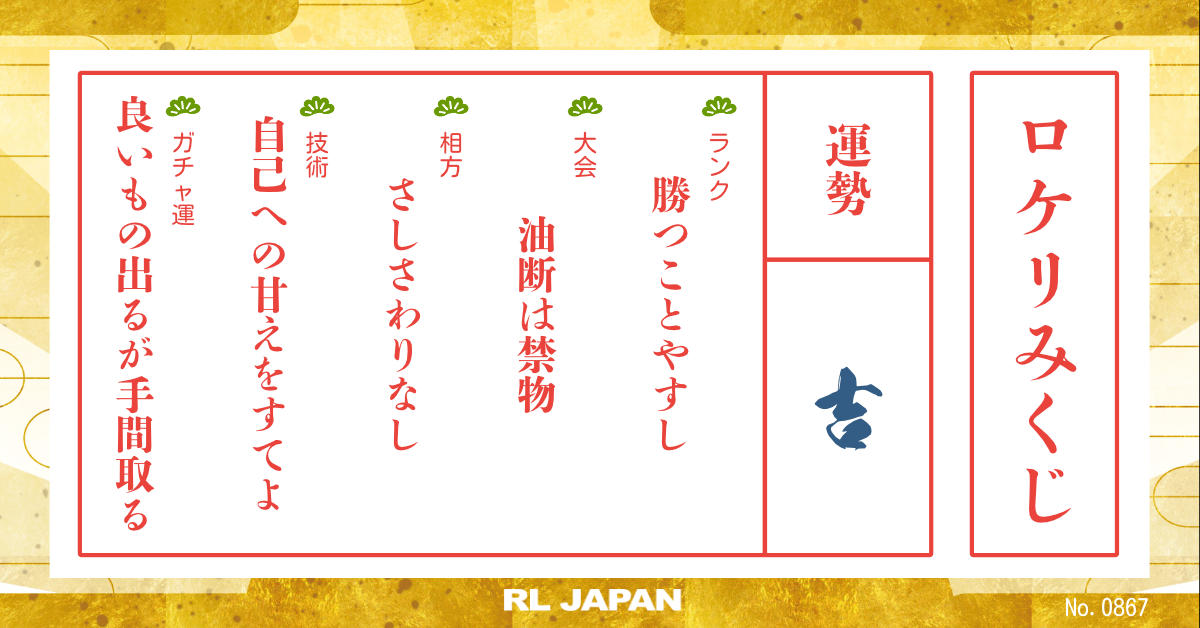 ロケリみくじ
運勢
吉
ランク
勝つことやすし
大会
油断は禁物
相方
さしさわりなし
技術
自己への甘えをすてよ
ガチャ運
良いもの出るが手間取る
RL JAPAN
No. 0867